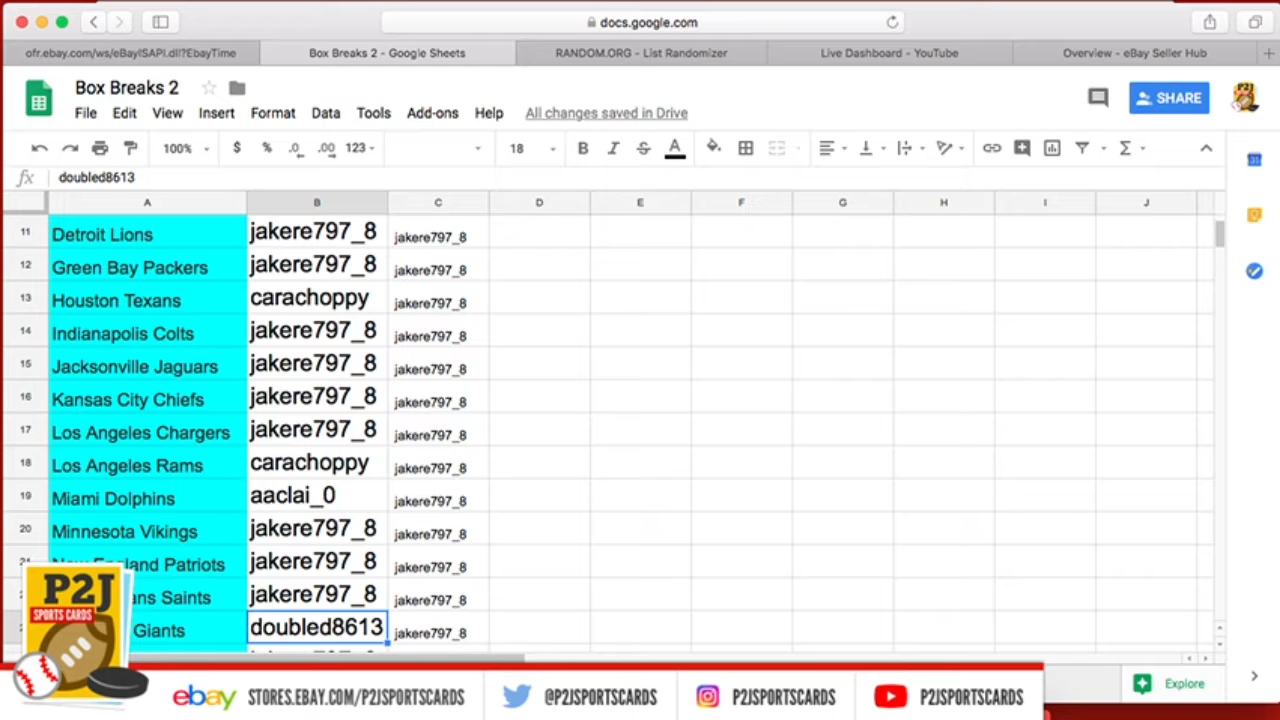 docs.google.com
ofr.ebay.com/ws/eBayISAPI.dll?EbayTime
Box Breaks 2 - Google Sheets
RANDOM.ORG - List Randomizer
Live Dashboard - YouTube
Overview - eBay Seller Hub
Box Breaks 2
File Edit View Insert Format Data Tools Add-ons Help All changes saved in Drive
SHARE
100% $ % .0 .00 123 18 B I S A Σ
fx doubled8613
A B C D E F G H I J
11 Detroit Lions jakere797_8 jakere797_8
12 Green Bay Packers jakere797_8 jakere797_8
13 Houston Texans carachoppy jakere797_8
14 Indianapolis Colts jakere797_8 jakere797_8
15 Jacksonville Jaguars jakere797_8 jakere797_8
16 Kansas City Chiefs jakere797_8 jakere797_8
17 Los Angeles Chargers jakere797_8 jakere797_8
18 Los Angeles Rams carachoppy jakere797_8
19 Miami Dolphins aaclai_0 jakere797_8
20 Minnesota Vikings jakere797_8 jakere797_8
England Patriots jakere797_8 jakere797_8
ans Saints jakere797_8 jakere797_8
Giants doubled8613 jakere797_8
P2J
SPORTS CARDS
Explore
ebay STORES.EBAY.COM/P2JSPORTSCARDS @P2JSPORTSCARDS P2JSPORTSCARDS P2JSPORTSCARDS